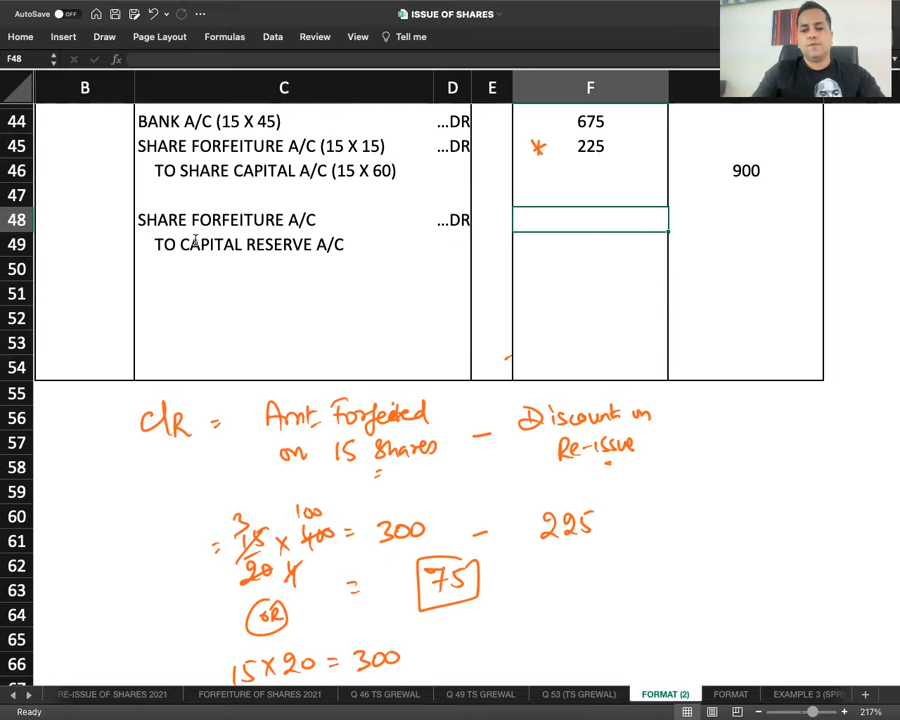 AutoSave OFF ISSUE OF SHARES
Home Insert Draw Page Layout Formulas Data Review View Tell me
F48 fx
B C D E F
44 BANK A/C (15 X 45) ...DR 675
45 SHARE FORFEITURE A/C (15 X 15) ...DR * 225
46 TO SHARE CAPITAL A/C (15 X 60) 900
47
48 SHARE FORFEITURE A/C ...DR
49 TO CAPITAL RESERVE A/C
50
51
52
53
54
55
56 C/R = Amt Forfeited - Discount on
57 on 15 shares Re-issue
58
59
60 3 100
61 = 15 x 400 = 300 - 225
62 20 x
63 = 75
64 OR
65
66 15 x 20 = 300
RE-ISSUE OF SHARES 2021 FORFEITURE OF SHARES 2021 Q 46 TS GREWAL Q 49 TS GREWAL Q 53 (TS GREWAL) FORMAT (2) FORMAT EXAMPLE 3 (SPR +
Ready 217%